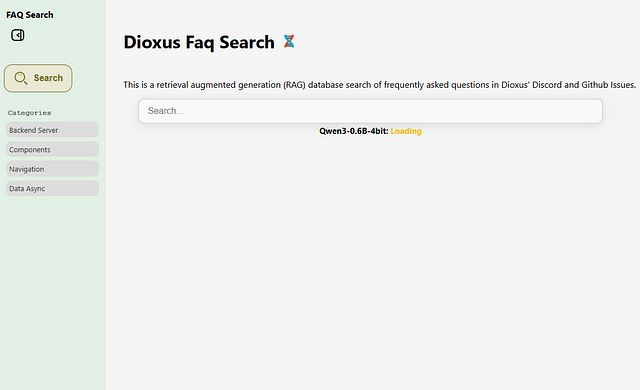 FAQ Search
Search
Categories
Backend Server
Components
Navigation
Data Async
Dioxus Faq Search
This is a retrieval augmented generation (RAG) database search of frequently asked questions in Dioxus' Discord and Github Issues.
Search...
Qwen3-0.6B-4bit: Loading